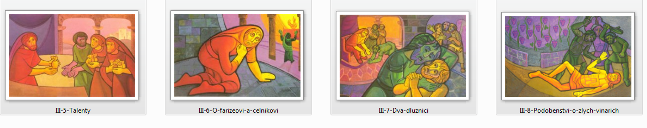 III-5-Talenty
III-6-O-farizeovi-a-celnikovi
III-7-Dva-dluznici
III-8-Podobenstvi-o-zlych-vinarich